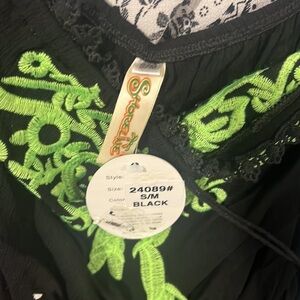 Style:
24089#
Size:
S/M
Color:
BLACK